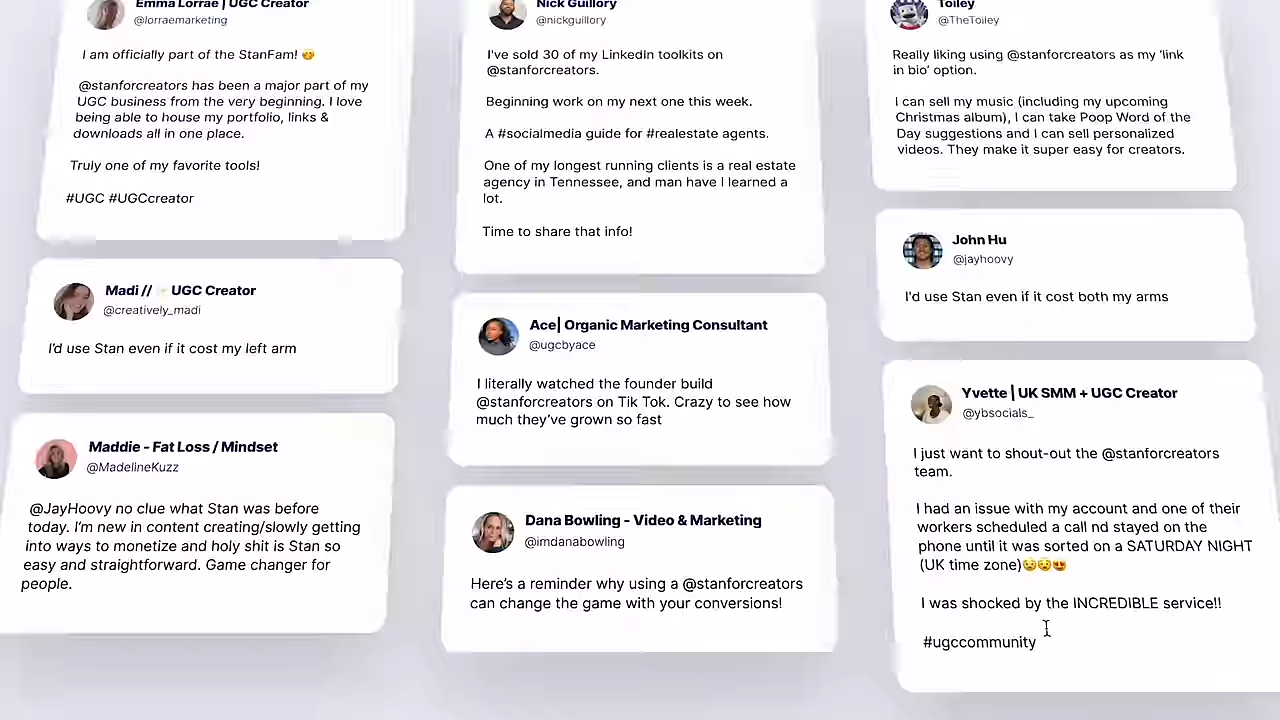 Emma Lorrae | UGC Creator
@lorraemarketing
I am officially part of the StanFam! 🤭
@stanforcreators has been a major part of my
UGC business from the very beginning. I love
being able to house my portfolio, links &
downloads all in one place.
Truly one of my favorite tools!
#UGC #UGCcreator
Madi // UGC Creator
@creatively_madi
I'd use Stan even if it cost my left arm
Maddie - Fat Loss / Mindset
@MadelineKuzz
@JayHoovy no clue what Stan was before
today. I'm new in content creating/slowly getting
into ways to monetize and holy shit is Stan so
easy and straightforward. Game changer for
people.
Nick Guillory
@nickguillory
I've sold 30 of my LinkedIn toolkits on
@stanforcreators.
Beginning work on my next one this week.
A #socialmedia guide for #realestate agents.
One of my longest running clients is a real estate
agency in Tennessee, and man have I learned a
lot.
Time to share that info!
Ace| Organic Marketing Consultant
@ugcbyace
I literally watched the founder build
@stanforcreators on Tik Tok. Crazy to see how
much they've grown so fast
Dana Bowling - Video & Marketing
@imdanabowling
Here's a reminder why using a @stanforcreators
can change the game with your conversions!
Toiley
@TheToiley
Really liking using @stanforcreators as my 'link
in bio' option.
I can sell my music (including my upcoming
Christmas album), I can take Poop Word of the
Day suggestions and I can sell personalized
videos. They make it super easy for creators.
John Hu
@jayhoovy
I'd use Stan even if it cost both my arms
Yvette | UK SMM + UGC Creator
@ybsocials_
I just want to shout-out the @stanforcreators
team.
I had an issue with my account and one of their
workers scheduled a call nd stayed on the
phone until it was sorted on a SATURDAY NIGHT
(UK time zone)😥😥😍
I was shocked by the INCREDIBLE service!!
#ugccommunity